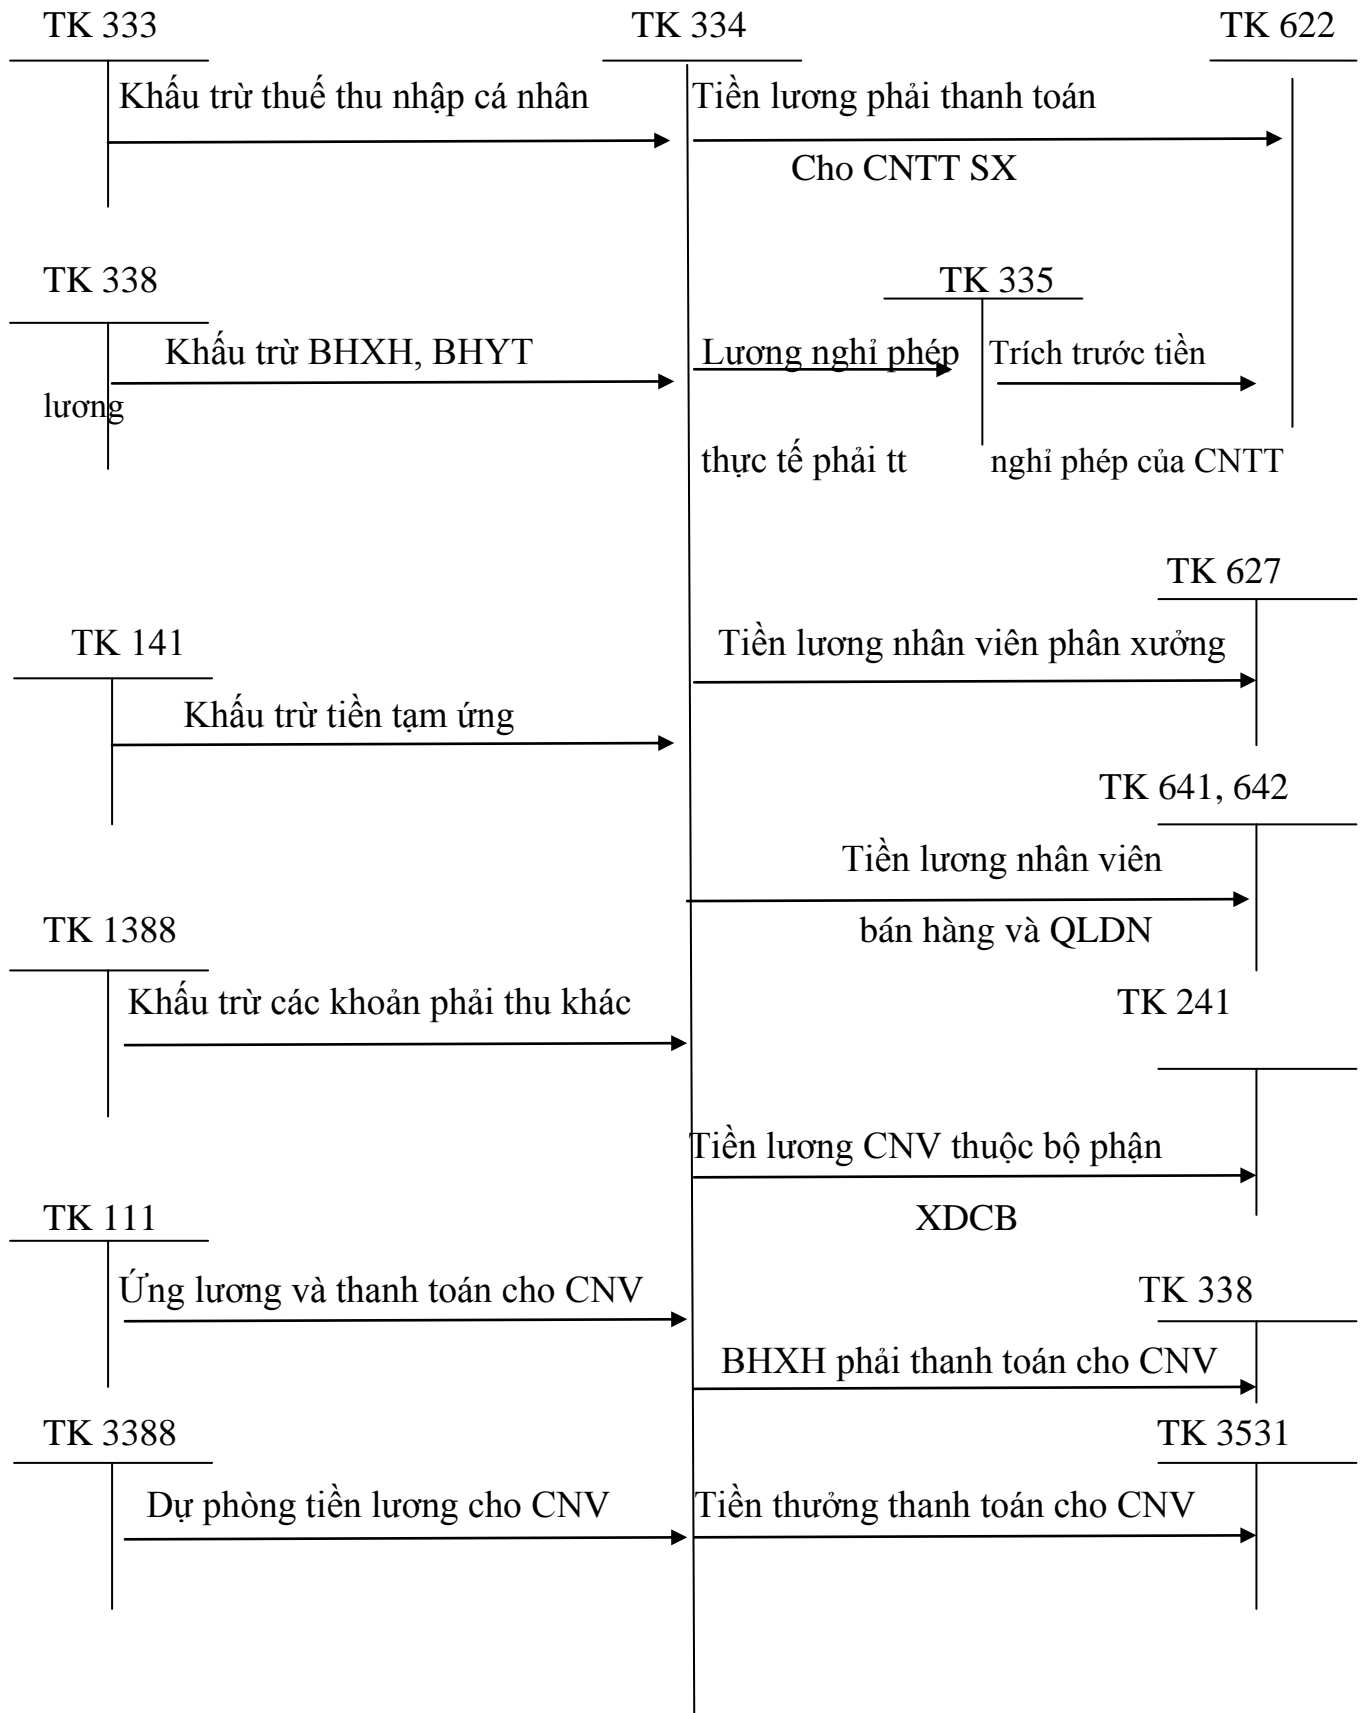 TK 333
TK 334
TK 622
Khấu trừ thuế thu nhập cá nhân
Tiền lương phải thanh toán
Cho CNTT SX
TK 338
TK 335
Khấu trừ BHXH, BHYT
Lương nghỉ phép
Trích trước tiền
lương
thực tế phải tt
nghỉ phép của CNTT
TK 627
TK 141
Tiền lương nhân viên phân xưởng
Khấu trừ tiền tạm ứng
TK 641, 642
Tiền lương nhân viên
TK 1388
bán hàng và QLDN
Khấu trừ các khoản phải thu khác
TK 241
Tiền lương CNV thuộc bộ phận
TK 111
XDCB
Ứng lương và thanh toán cho CNV
TK 338
BHXH phải thanh toán cho CNV
TK 3388
TK 3531
Dự phòng tiền lương cho CNV
Tiền thưởng thanh toán cho CNV